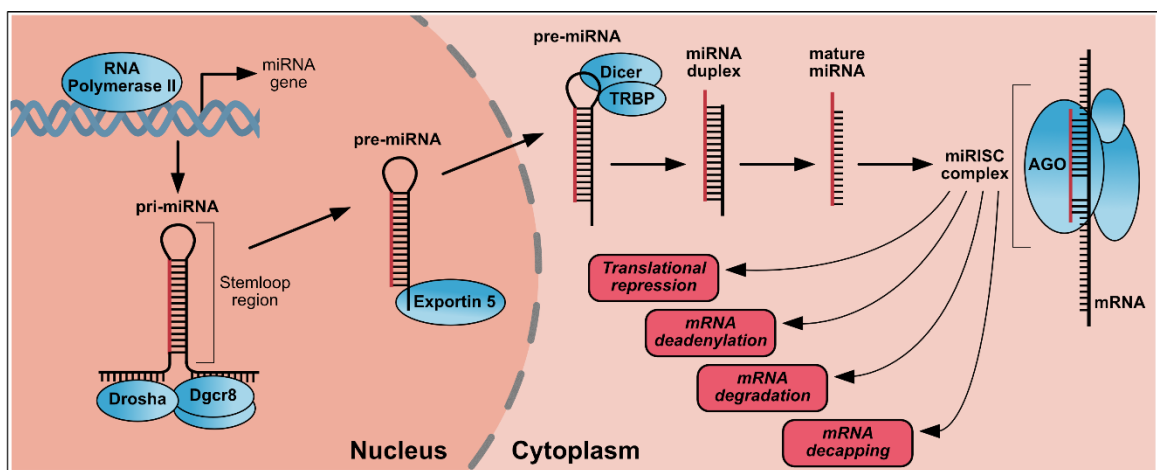 RNA
Polymerase II
miRNA
gene
pri-miRNA
Stemloop
region
Drosha
Dgcr8
pre-miRNA
Exportin 5
Nucleus
Cytoplasm
pre-miRNA
Dicer
TRBP
miRNA
duplex
mature
miRNA
miRISC
complex
AGO
mRNA
Translational
repression
mRNA
deadenylation
mRNA
degradation
mRNA
decapping